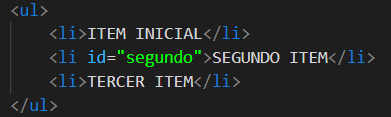 <ul>
    <li>ITEM INICIAL</li>
    <li id="segundo">SEGUNDO ITEM</li>
    <li>TERCER ITEM</li>
</ul>